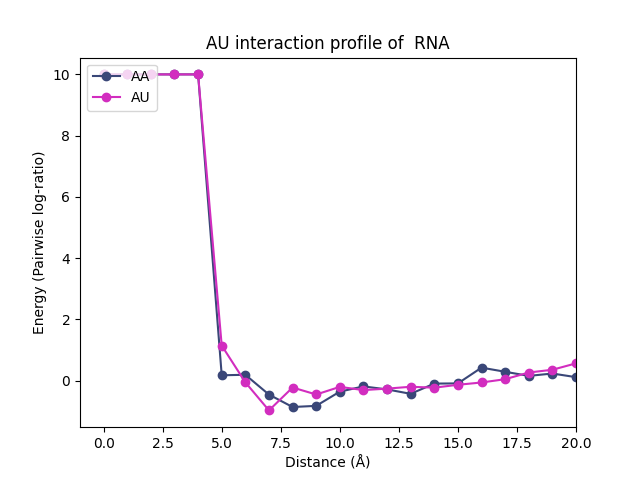 AU interaction profile of  RNA
10
8
6
4
2
0
Energy (Pairwise log-ratio)
AA
AU
0.0 2.5 5.0 7.5 10.0 12.5 15.0 17.5 20.0
Distance (Å)